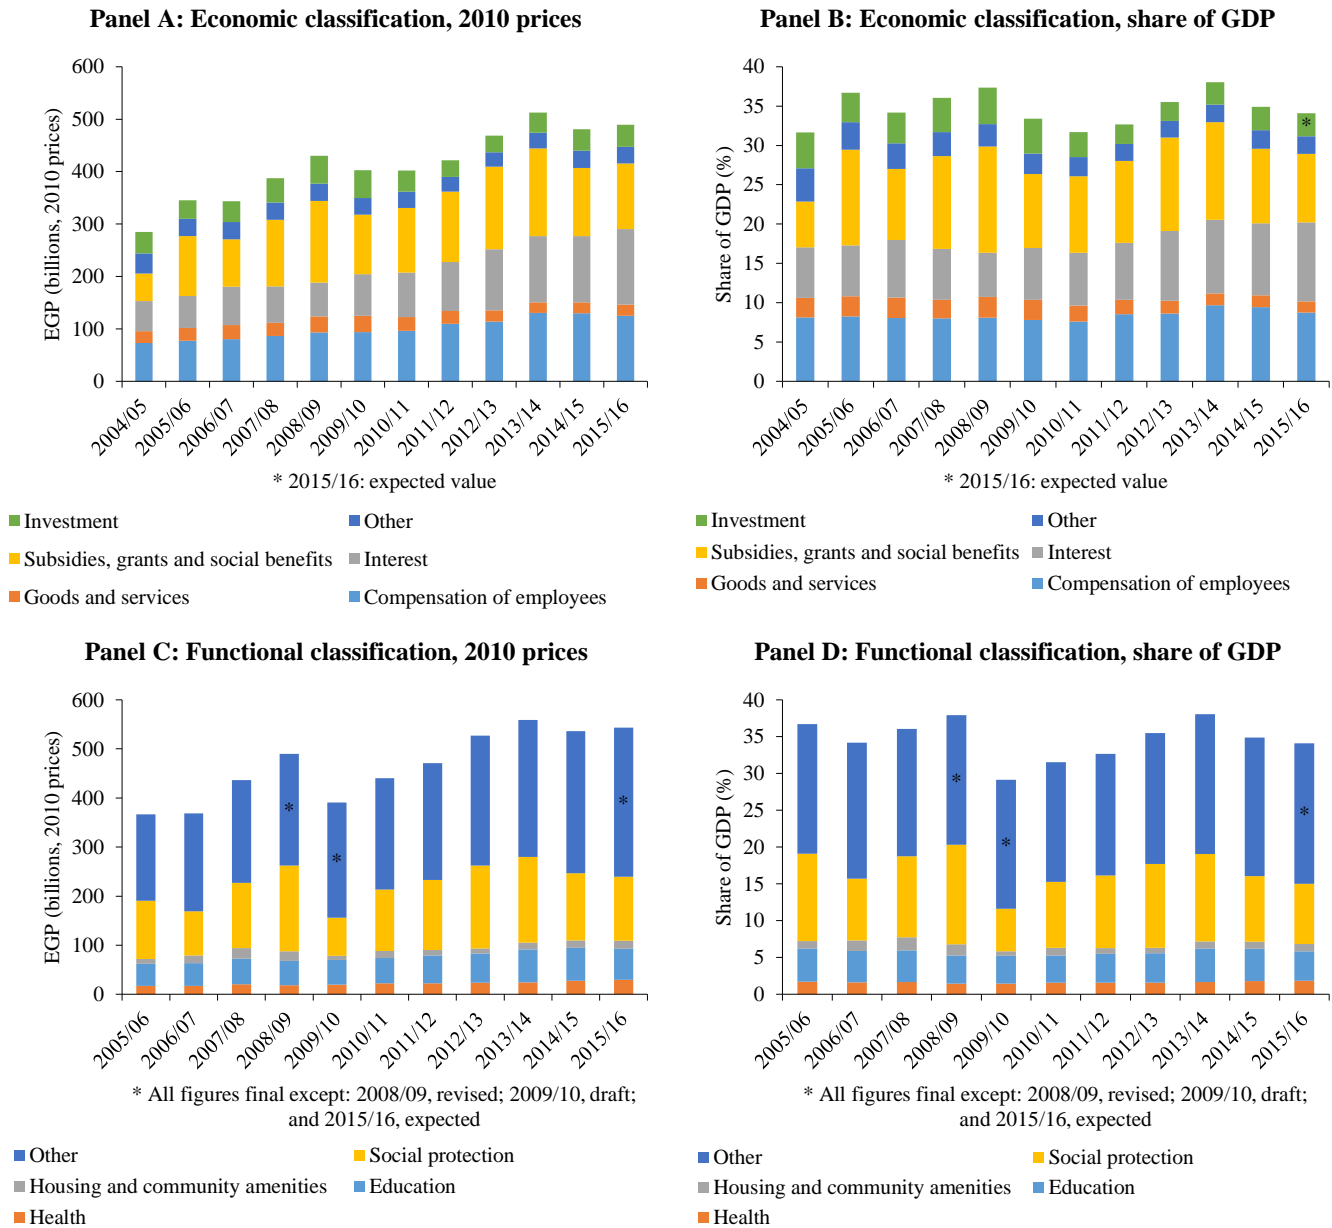 Panel A: Economic classification, 2010 prices
EGP (billions, 2010 prices)
600
500
400
300
200
100
0
2004/05
2005/06
2006/07
2007/08
2008/09
2009/10
2010/11
2011/12
2012/13
2013/14
2014/15
2015/16
* 2015/16: expected value
Investment
Other
Subsidies, grants and social benefits
Interest
Goods and services
Compensation of employees
Panel B: Economic classification, share of GDP
Share of GDP (%)
40
35
30
25
20
15
10
5
0
*
2004/05
2005/06
2006/07
2007/08
2008/09
2009/10
2010/11
2011/12
2012/13
2013/14
2014/15
2015/16
* 2015/16: expected value
Investment
Other
Subsidies, grants and social benefits
Interest
Goods and services
Compensation of employees
Panel C: Functional classification, 2010 prices
EGP (billions, 2010 prices)
600
500
400
300
200
100
0
*
*
*
2005/06
2006/07
2007/08
2008/09
2009/10
2010/11
2011/12
2012/13
2013/14
2014/15
2015/16
* All figures final except: 2008/09, revised; 2009/10, draft;
and 2015/16, expected
Other
Social protection
Housing and community amenities
Education
Health
Panel D: Functional classification, share of GDP
Share of GDP (%)
40
35
30
25
20
15
10
5
0
*
*
*
2005/06
2006/07
2007/08
2008/09
2009/10
2010/11
2011/12
2012/13
2013/14
2014/15
2015/16
* All figures final except: 2008/09, revised; 2009/10, draft;
and 2015/16, expected
Other
Social protection
Housing and community amenities
Education
Health